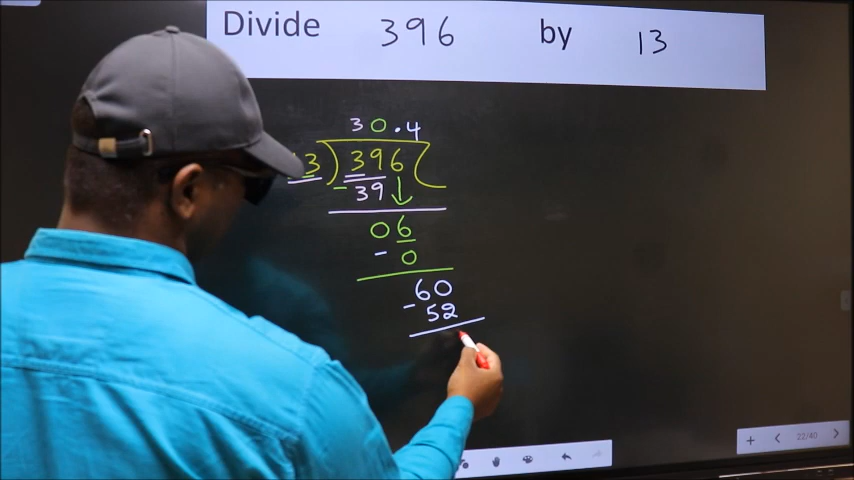 Divide 396 by 13
30.4
3 ) 396 (
- 39 ↓
06
- 0
60
- 52
+ < 22/40 >